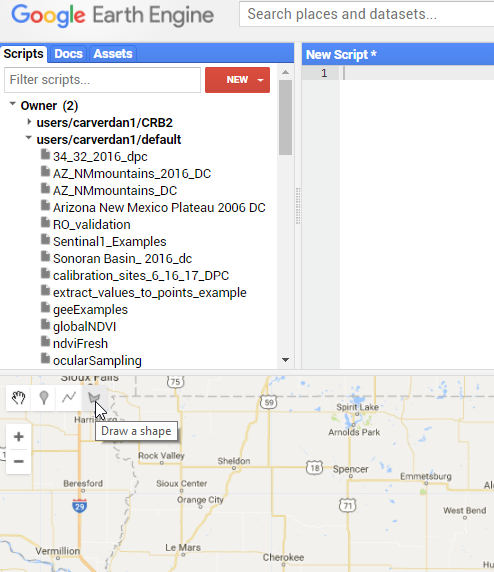 Google Earth Engine
Search places and datasets...
Scripts Docs Assets
New Script *
Filter scripts...
NEW
1
Owner (2)
users/carverdan1/CRB2
users/carverdan1/default
34_32_2016_dpc
AZ_NMmountains_2016_DC
AZ_NMmountains_DC
Arizona New Mexico Plateau 2006 DC
RO_validation
Sentinal1_Examples
Sonoran Basin_ 2016_dc
calibration_sites_6_16_17_DPC
extract_values_to_points_example
geeExamples
globalNDVI
ndviFresh
ocularSampling
Sioux Falls
75
59
Spirit Lake
Arnolds Park
Draw a shape
+
−
Rock Valley
Sheldon
18
Spencer
Emmetsburg
Beresford
Sioux Center
Orange City
29
71
West Bend
Vermillion
Le Mars
Cherokee